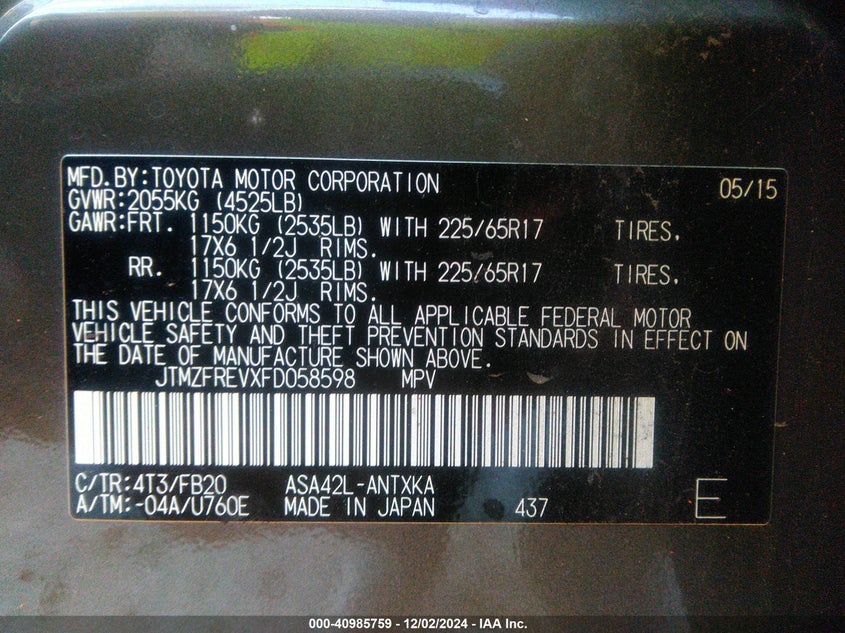 MFD.BY:TOYOTA MOTOR CORPORATION 05/15
GVWR:2055KG (4525LB)
GAWR:FRT. 1150KG (2535LB) WITH 225/65R17 TIRES,
17X6 1/2J RIMS.
RR. 1150KG (2535LB) WITH 225/65R17 TIRES,
17X6 1/2J RIMS.
THIS VEHICLE CONFORMS TO ALL APPLICABLE FEDERAL MOTOR
VEHICLE SAFETY AND THEFT PREVENTION STANDARDS IN EFFECT ON
THE DATE OF MANUFACTURE SHOWN ABOVE.
JTMZFREVXFD058598 MPV
C/TR:4T3/FB20 ASA42L-ANTXKA
A/TM:-04A/U760E MADE IN JAPAN 437 E
000-40985759 - 12/02/2024 - IAA Inc.